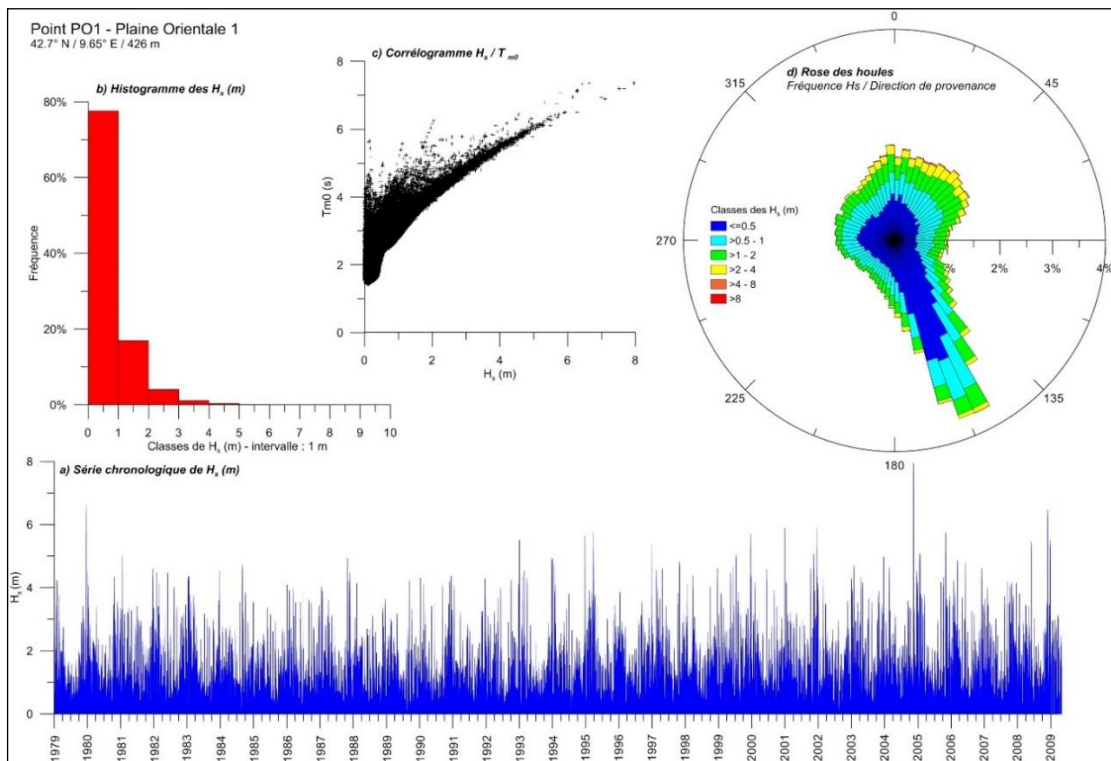 Point PO1 - Plaine Orientale 1
42.7° N / 9.65° E / 426 m
b) Histogramme des Hs (m)
80%
60%
40%
20%
0%
Fréquence
0 1 2 3 4 5 6 7 8 9 10
Classes de Hs (m) - intervalle : 1 m
c) Corrélogramme Hs / Tm0
8
6
4
2
0
Tm0 (s)
0 2 4 6 8
Hs (m)
d) Rose des houles
Fréquence Hs / Direction de provenance
0
45
135
180
225
270
315
2% 3% 4%
Classes des Hs (m)
<=0.5
>0.5 - 1
>1 - 2
>2 - 4
>4 - 8
>8
a) Série chronologique de Hs (m)
8
6
4
2
0
Hs (m)
1979 1980 1981 1982 1983 1984 1985 1986 1987 1988 1989 1990 1991 1992 1993 1994 1995 1996 1997 1998 1999 2000 2001 2002 2003 2004 2005 2006 2007 2008 2009